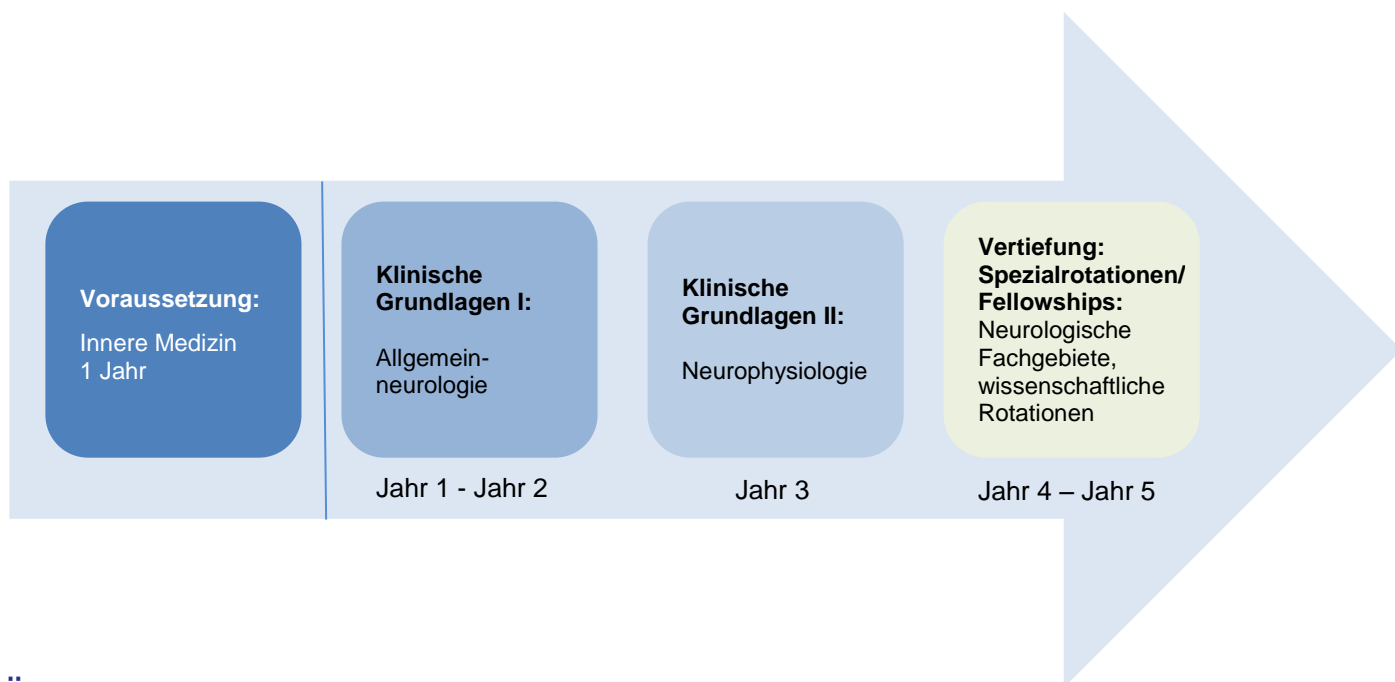 Voraussetzung:
Innere Medizin
1 Jahr
Klinische
Grundlagen I:
Allgemein-
neurologie
Jahr 1 - Jahr 2
Klinische
Grundlagen II:
Neurophysiologie
Jahr 3
Vertiefung:
Spezialrotationen/
Fellowships:
Neurologische
Fachgebiete,
wissenschaftliche
Rotationen
Jahr 4 – Jahr 5